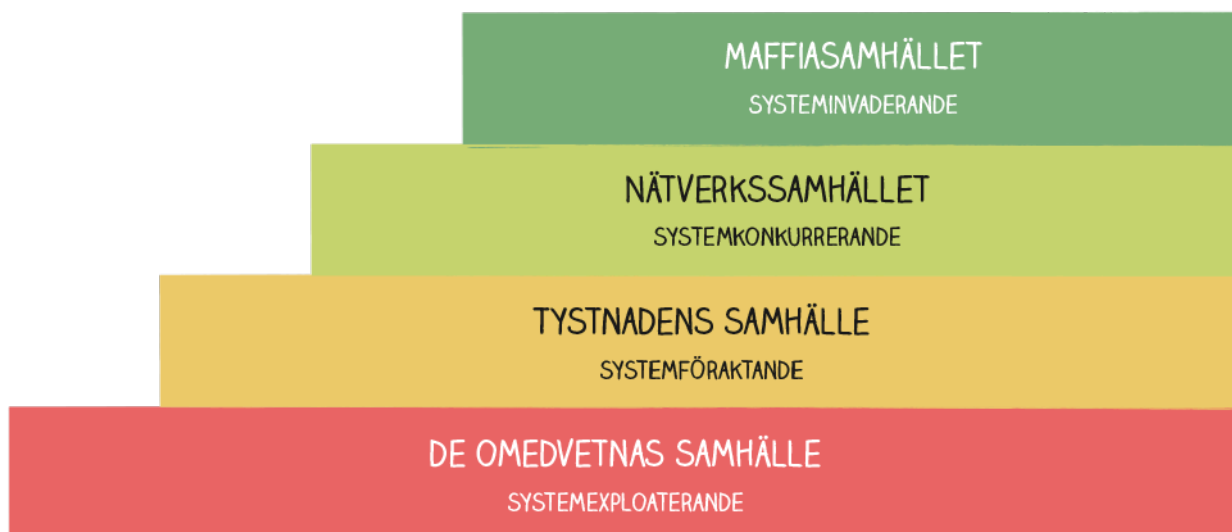 MAFFIASAMHÄLLET
SYSTEMINVADERANDE
NÄTVERKSSAMHÄLLET
SYSTEMKONKURRERANDE
TYSTNADENS SAMHÄLLE
SYSTEMFÖRAKTANDE
DE OMEDVETNAS SAMHÄLLE
SYSTEMEXPLOATERANDE